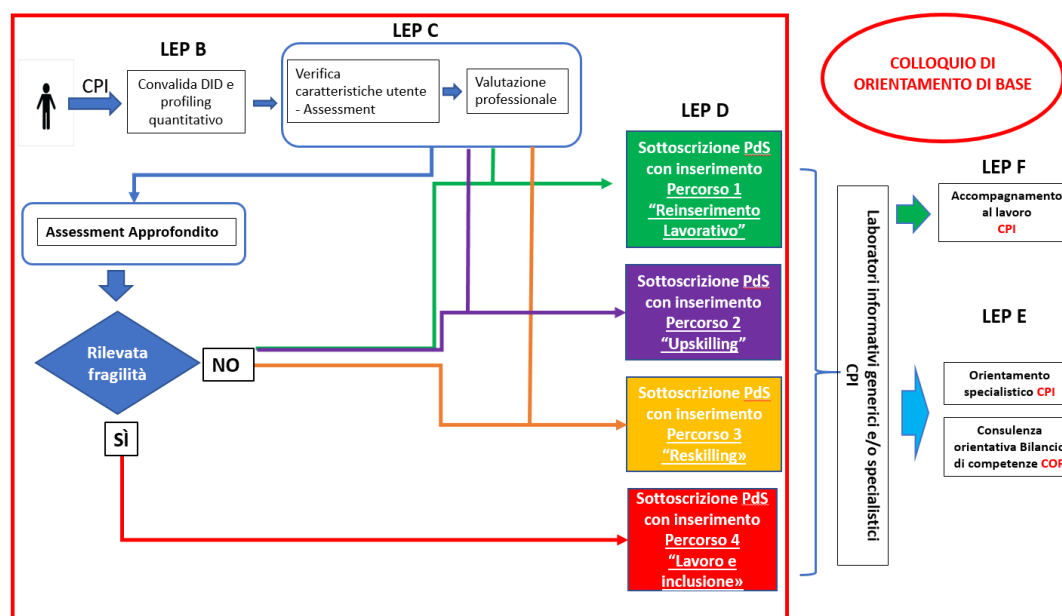 LEP B
LEP C
CPI
Convalida DID e
profiling
quantitativo
Verifica
caratteristiche utente
- Assessment
Valutazione
professionale
COLLOQUIO DI
ORIENTAMENTO DI BASE
LEP D
Sottoscrizione PdS
con inserimento
Percorso 1
“Reinserimento
Lavorativo”
Assessment Approfondito
Rilevata
fragilità
NO
SÌ
Sottoscrizione PdS
con inserimento
Percorso 2
“Upskilling”
Sottoscrizione PdS
con inserimento
Percorso 3
“Reskilling»
Sottoscrizione PdS
con inserimento
Percorso 4
“Lavoro e
inclusione»
Laboratori informativi generici e/o specialistici
CPI
LEP F
Accompagnamento
al lavoro
CPI
LEP E
Orientamento
specialistico CPI
Consulenza
orientativa Bilancio
di competenze COP